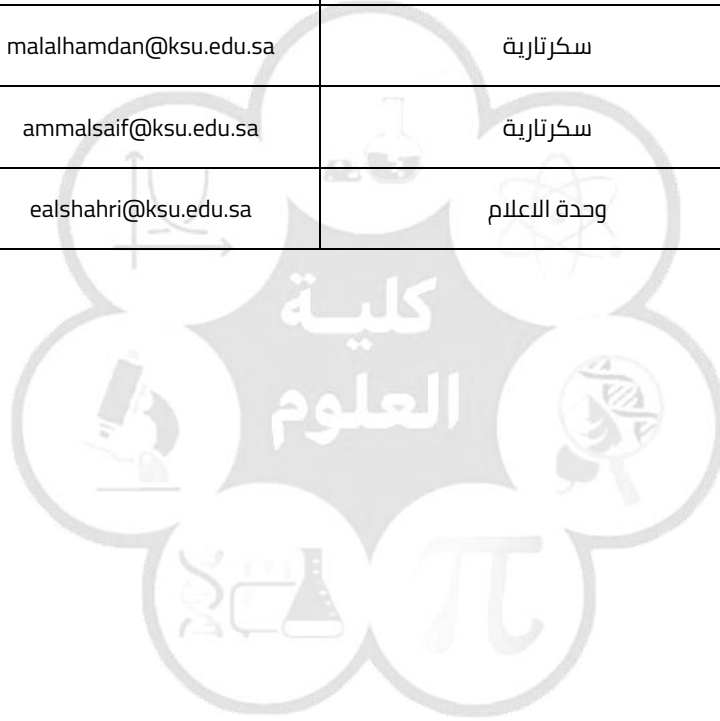 سكرتارية malalhamdan@ksu.edu.sa
سكرتارية ammalsaif@ksu.edu.sa
وحدة الاعلام ealshahri@ksu.edu.sa
كليـة
العلوم
π